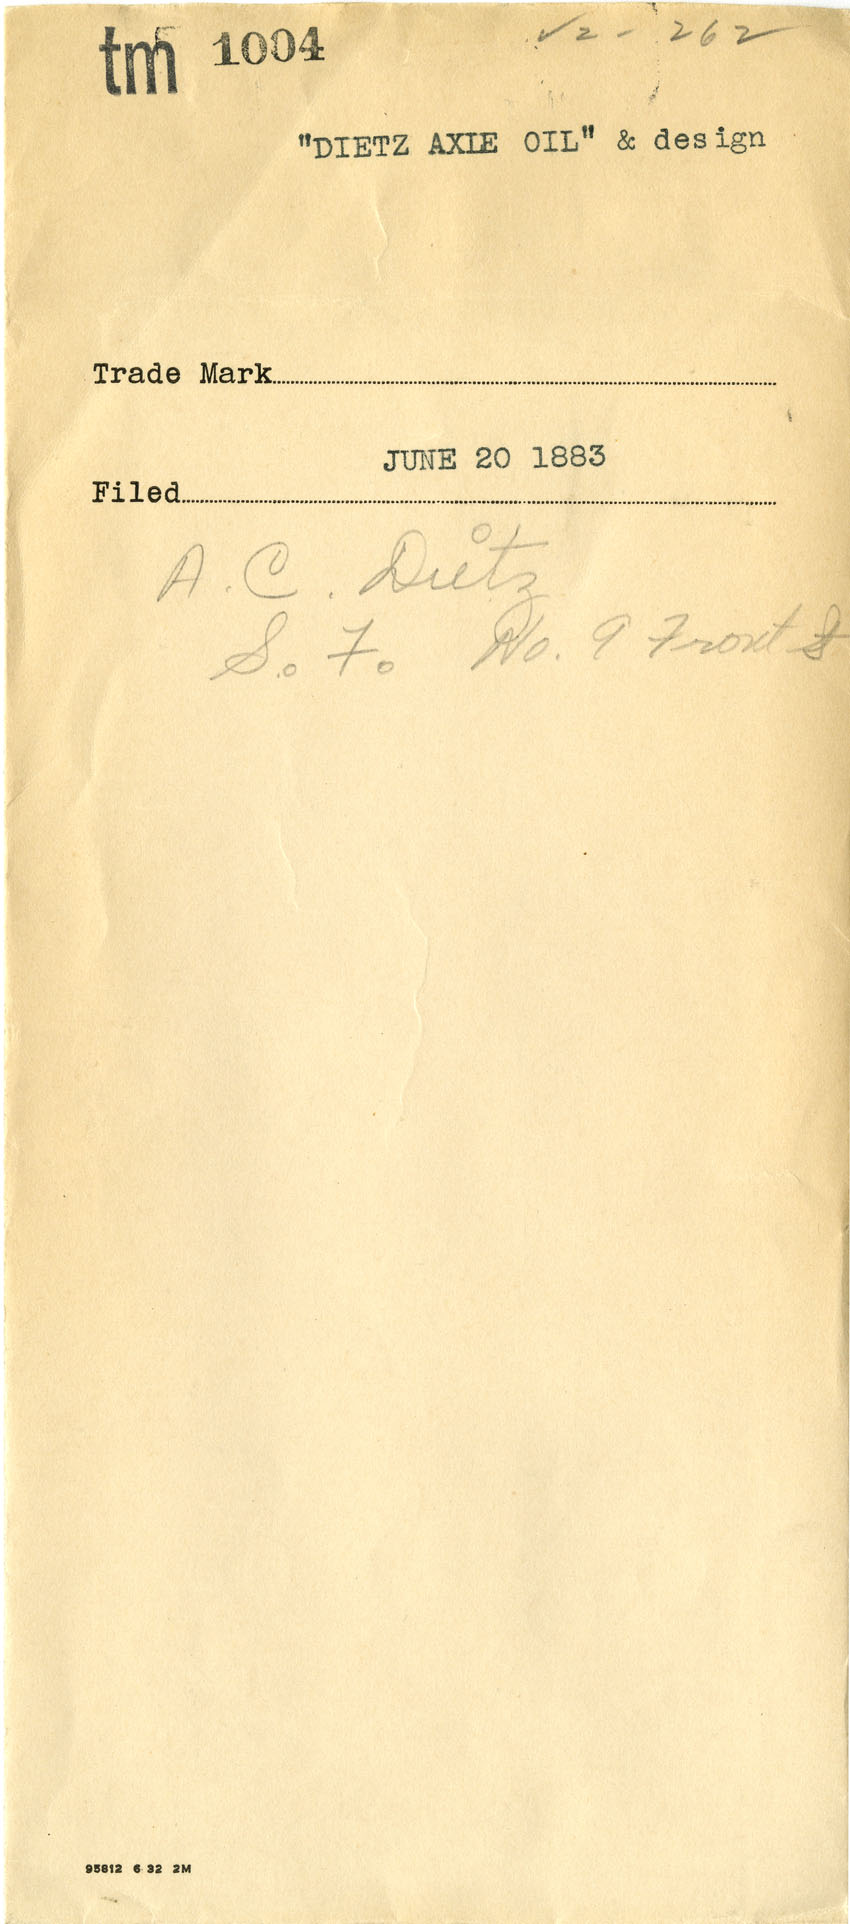 tm 1004 v2-262
"DIETZ AXIE OIL" & design
Trade Mark
JUNE 20 1883
Filed
A. C. Dietz
S. F. No. 9 Front St
95812 6 32 2M